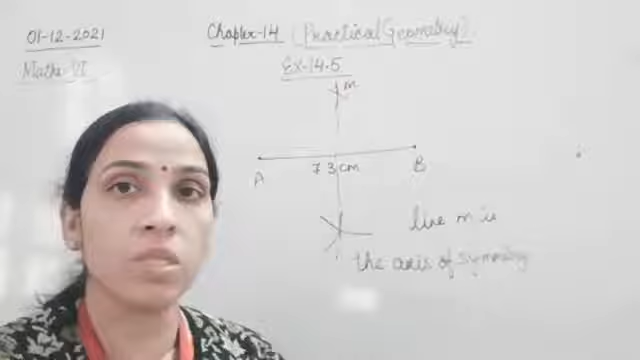 01-12-2021
Chapter-14 (Practical Geometry)
Maths-VI
Ex-14.5
m
A
7.3 cm
B
line m is
the axis of symmetry